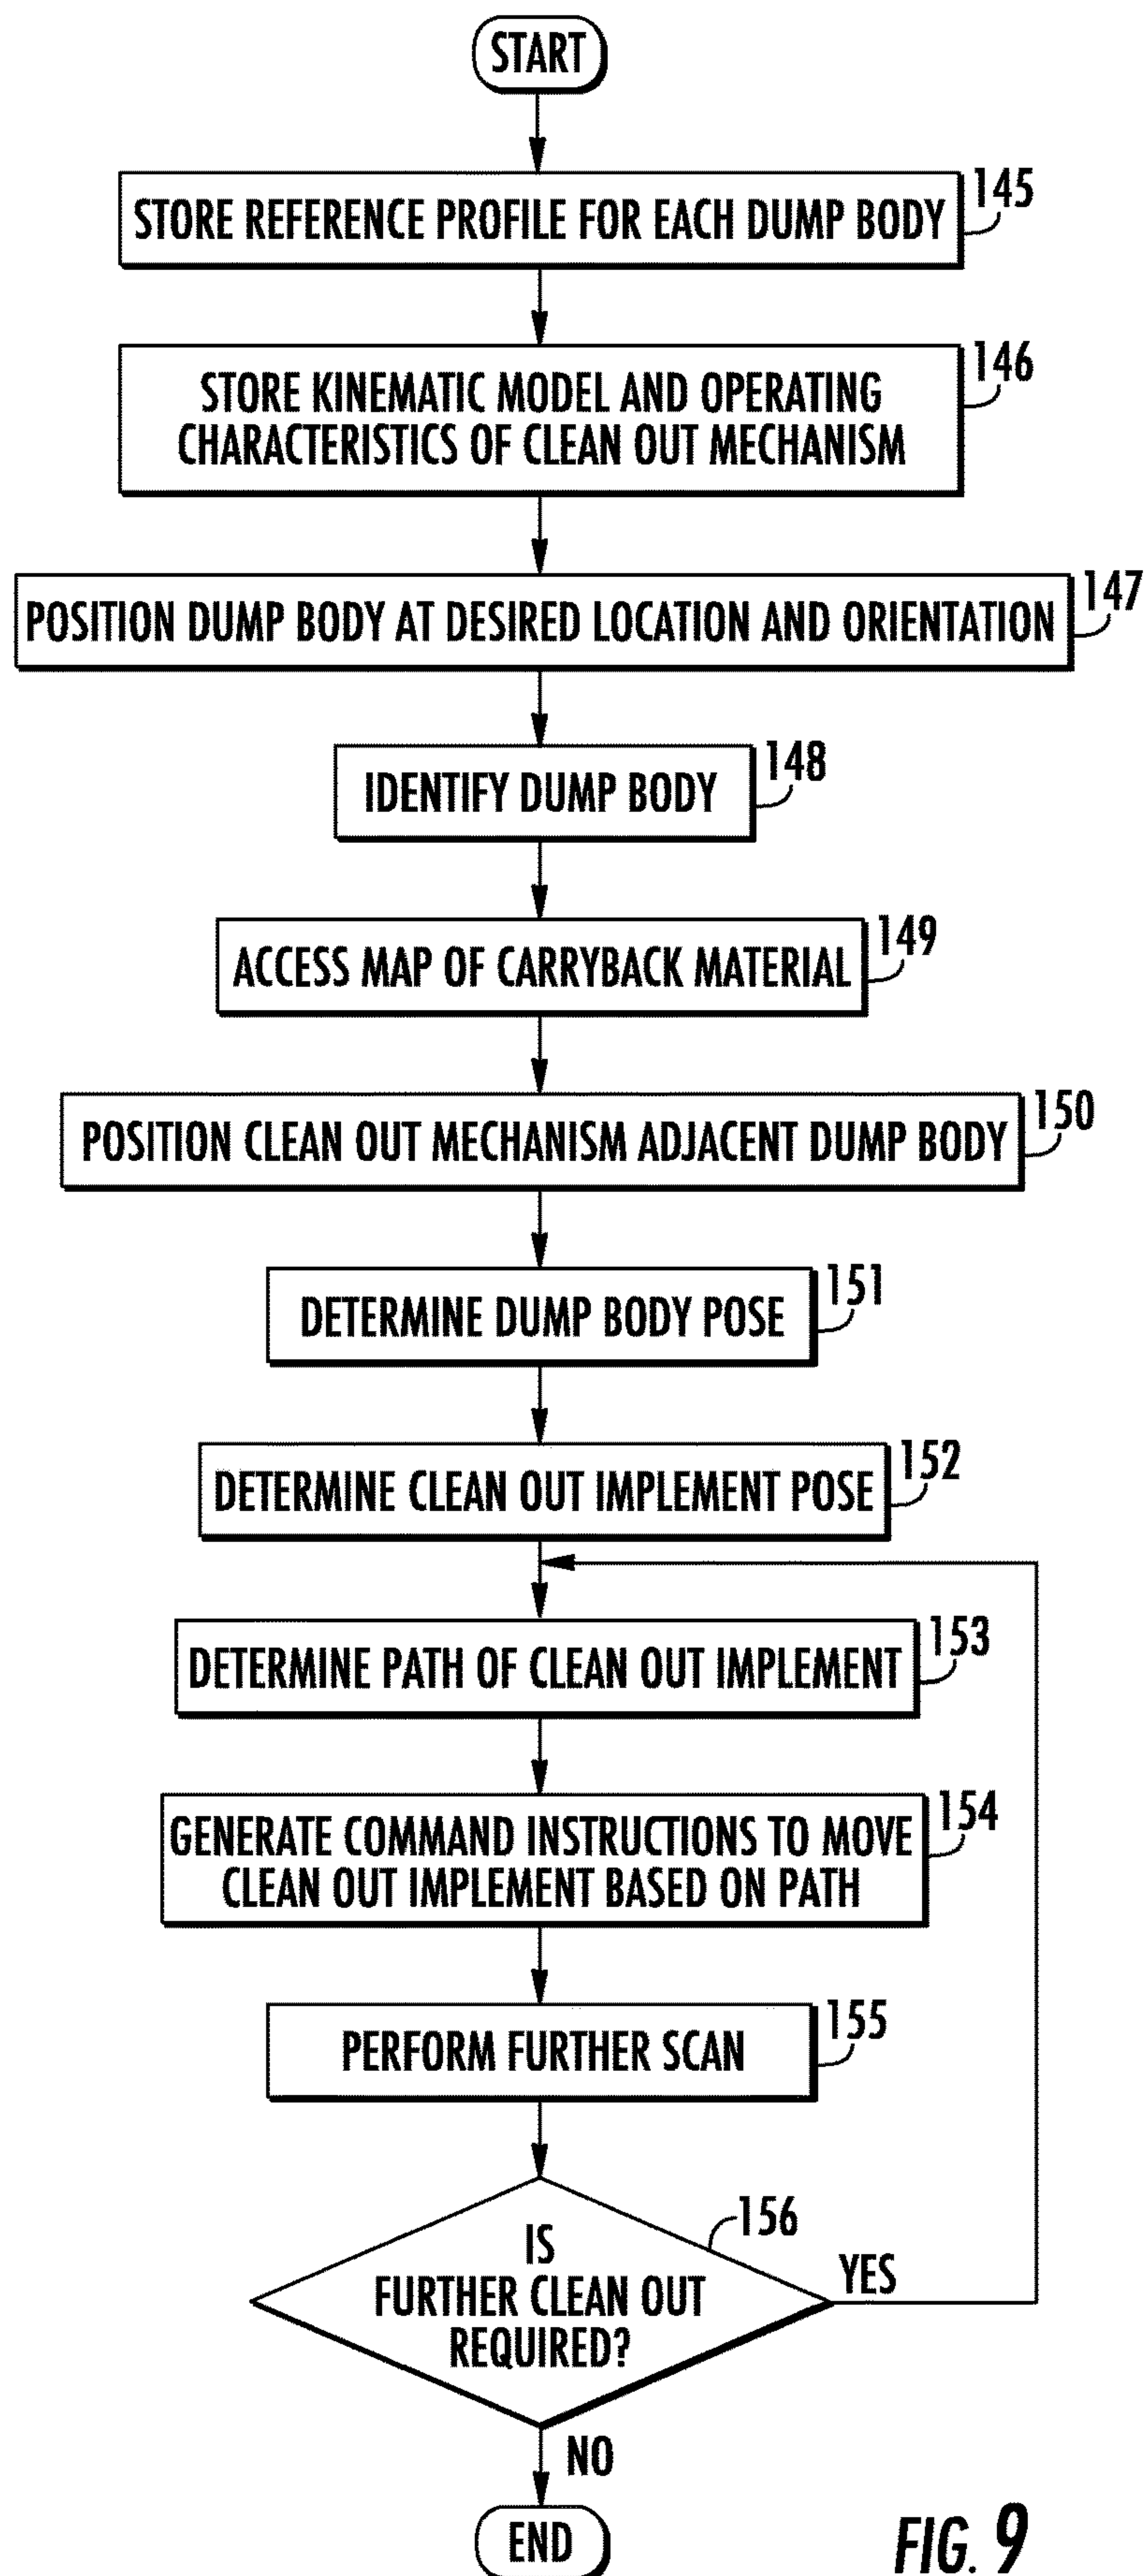 START
STORE REFERENCE PROFILE FOR EACH DUMP BODY
145
STORE KINEMATIC MODEL AND OPERATING
CHARACTERISTICS OF CLEAN OUT MECHANISM
146
POSITION DUMP BODY AT DESIRED LOCATION AND ORIENTATION
147
IDENTIFY DUMP BODY
148
ACCESS MAP OF CARRYBACK MATERIAL
149
POSITION CLEAN OUT MECHANISM ADJACENT DUMP BODY
150
DETERMINE DUMP BODY POSE
151
DETERMINE CLEAN OUT IMPLEMENT POSE
152
DETERMINE PATH OF CLEAN OUT IMPLEMENT
153
GENERATE COMMAND INSTRUCTIONS TO MOVE
CLEAN OUT IMPLEMENT BASED ON PATH
154
PERFORM FURTHER SCAN
155
IS
FURTHER CLEAN OUT
REQUIRED?
156
YES
NO
END
FIG. 9